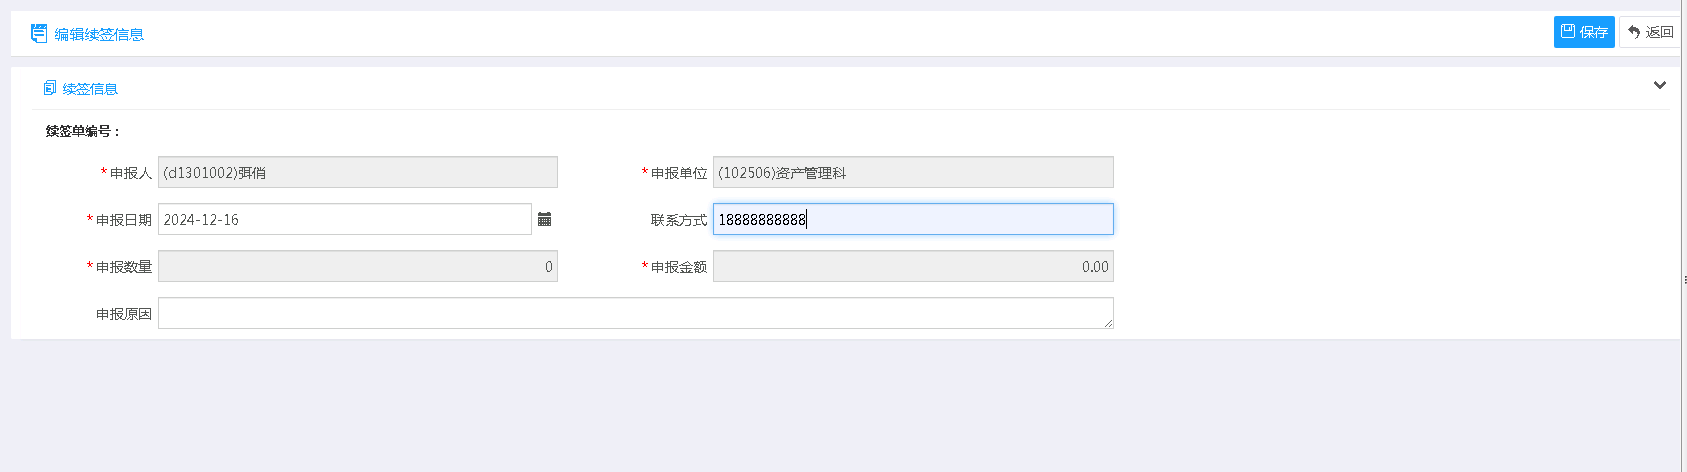 编辑续签信息 保存 返回
续签信息
续签单编号：
*申报人 (d1301002)弭俏 *申报单位 (102506)资产管理科
*申报日期 2024-12-16 联系方式 18888888888
*申报数量 0 *申报金额 0.00
申报原因